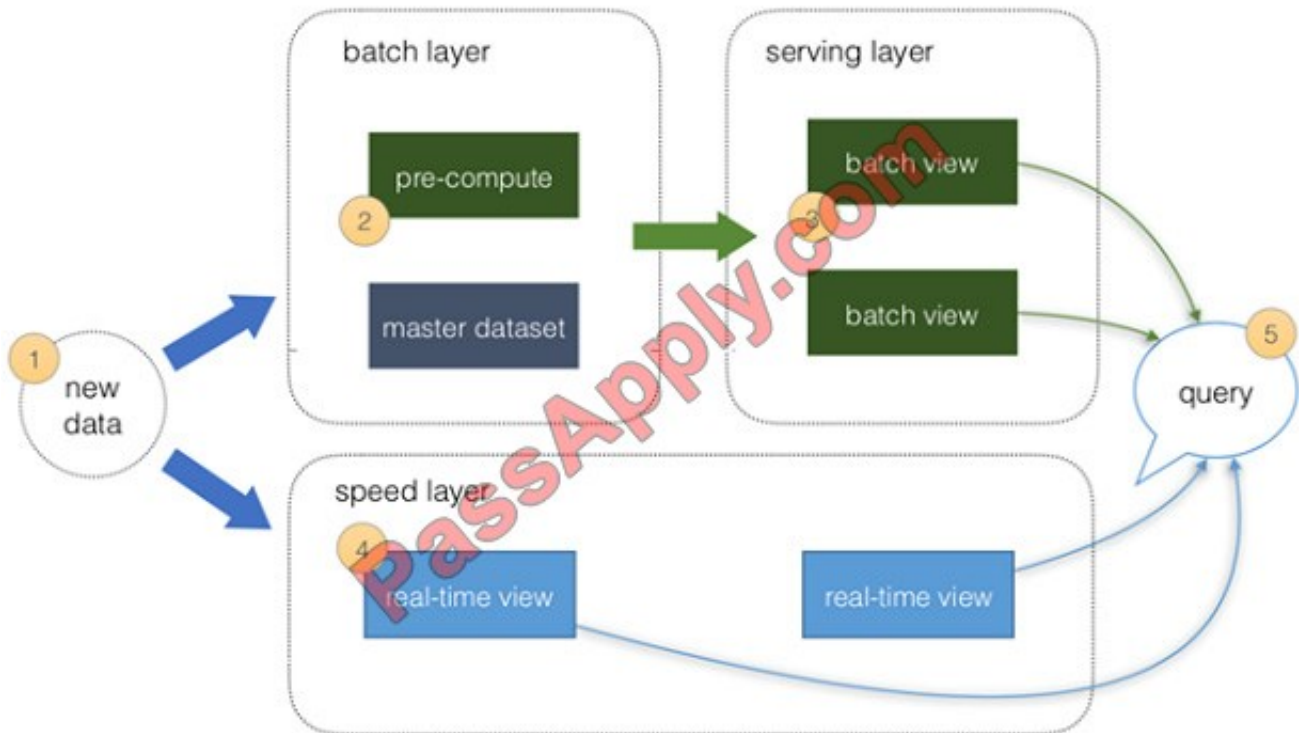 batch layer
serving layer
pre-compute
batch view
2
3
master dataset
batch view
1
new
data
5
query
speed layer
4
real-time view
real-time view
PassApply.com